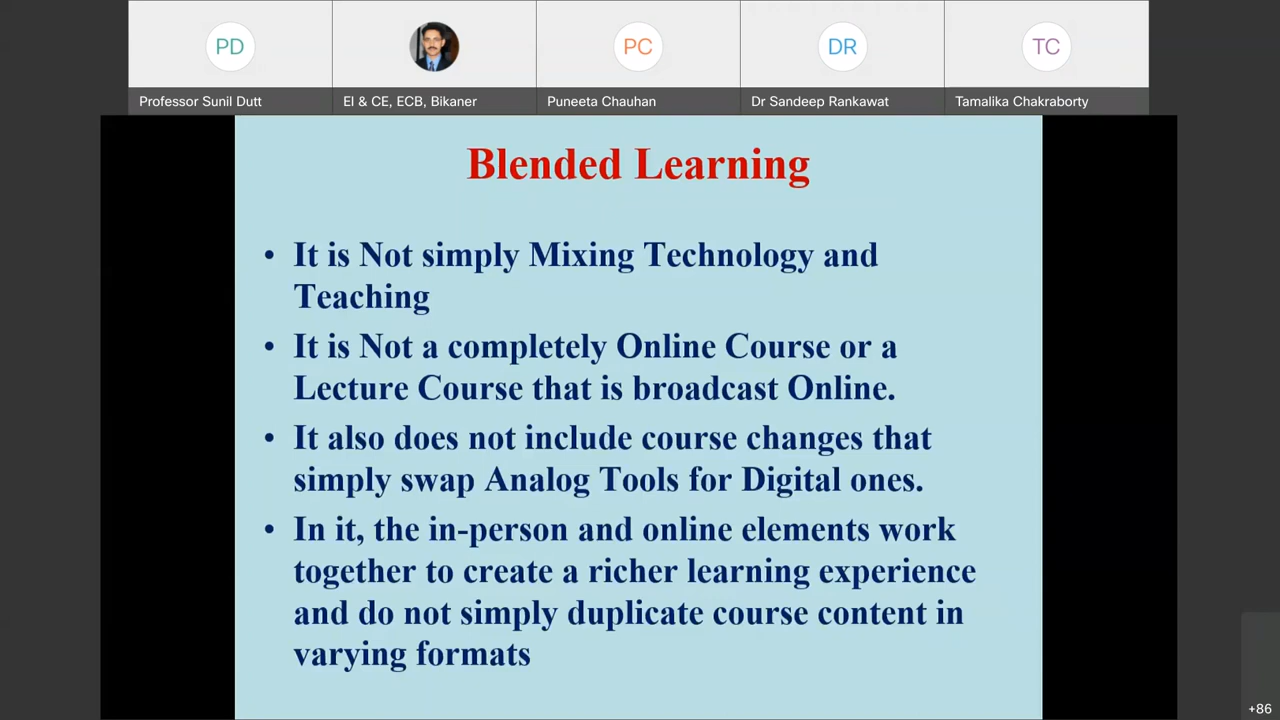 PD
PC
DR
TC
Professor Sunil Dutt
EI & CE, ECB, Bikaner
Puneeta Chauhan
Dr Sandeep Rankawat
Tamalika Chakraborty
Blended Learning
• It is Not simply Mixing Technology and
Teaching
• It is Not a completely Online Course or a
Lecture Course that is broadcast Online.
• It also does not include course changes that
simply swap Analog Tools for Digital ones.
• In it, the in-person and online elements work
together to create a richer learning experience
and do not simply duplicate course content in
varying formats
+86